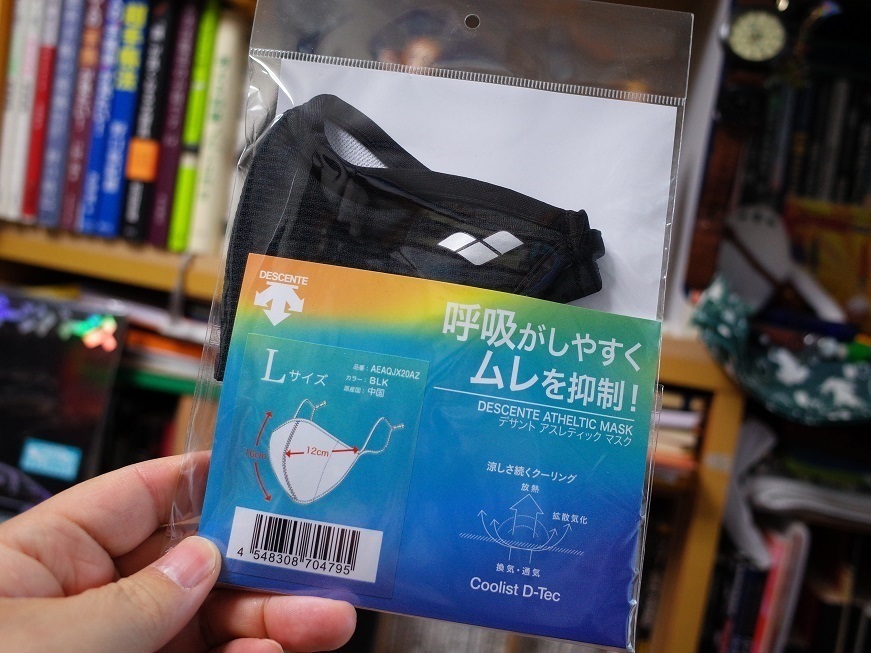 DESCENTE
呼吸がしやすく
ムレを抑制!
DESCENTE ATHELTIC MASK
デサント アスレティック マスク
Lサイズ
品番:AEAQJX20AZ
カラー:BLK
原産国:中国
12cm
4 548308 704795
涼しさ続くクーリング
放熱
拡散気化
換気・通気
Coolist D-Tec